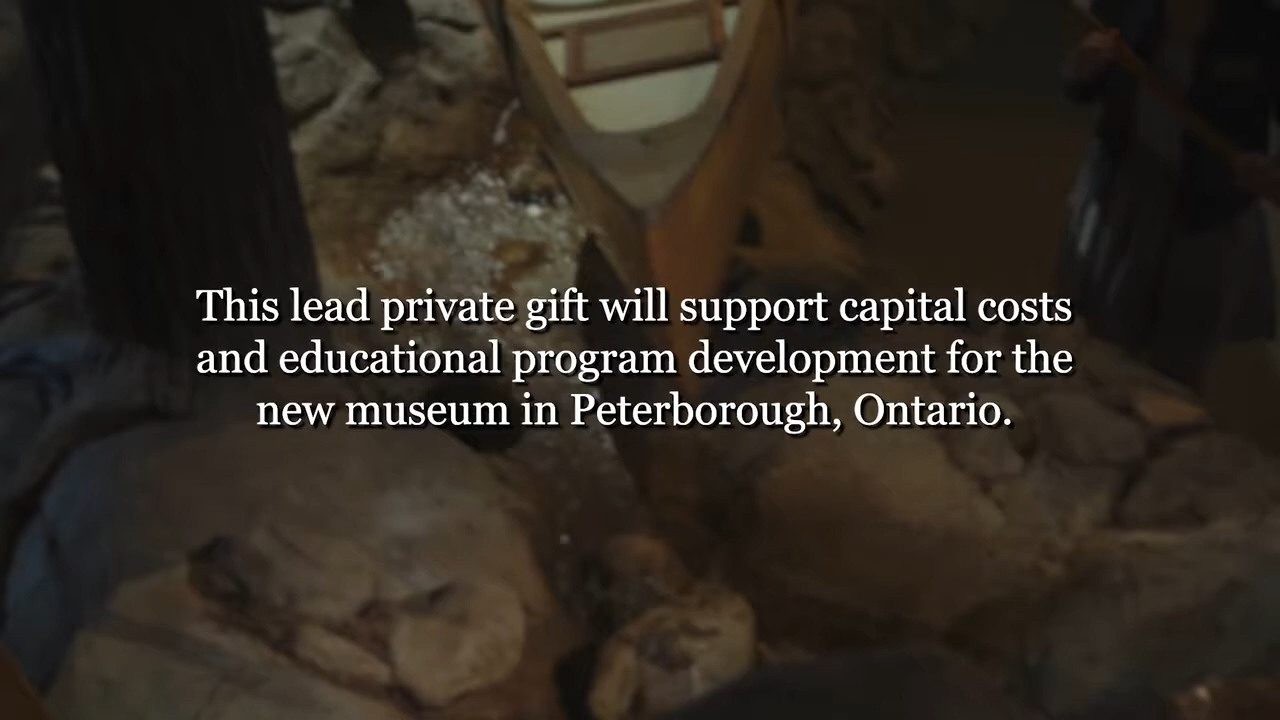 This lead private gift will support capital costs
and educational program development for the
new museum in Peterborough, Ontario.